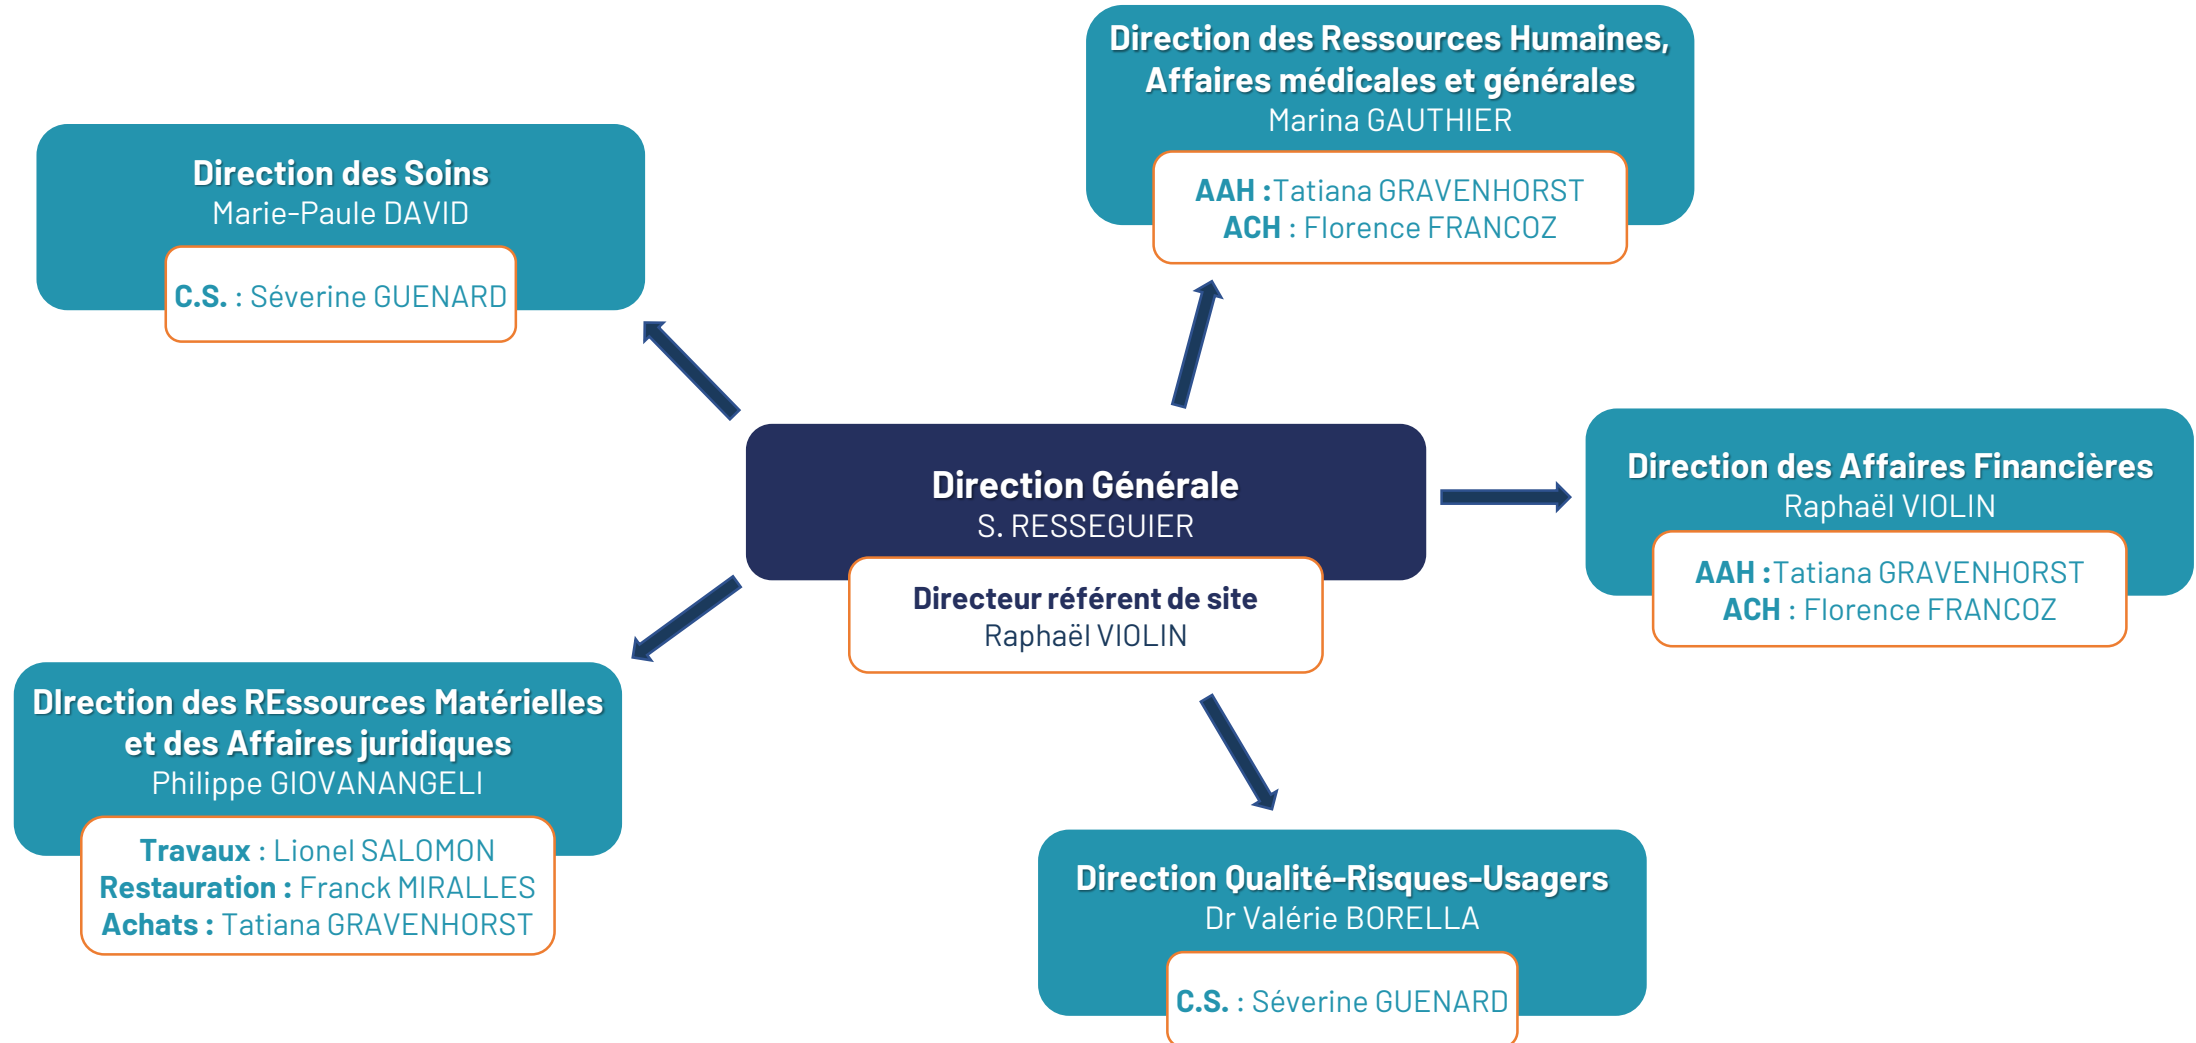 Direction des Ressources Humaines,
Affaires médicales et générales
Marina GAUTHIER
AAH :Tatiana GRAVENHORST
ACH : Florence FRANCOZ
Direction des Soins
Marie-Paule DAVID
C.S. : Séverine GUENARD
Direction Générale
S. RESSEGUIER
Directeur référent de site
Raphaël VIOLIN
Direction des Affaires Financières
Raphaël VIOLIN
AAH :Tatiana GRAVENHORST
ACH : Florence FRANCOZ
DIrection des REssources Matérielles
et des Affaires juridiques
Philippe GIOVANANGELI
Travaux : Lionel SALOMON
Restauration : Franck MIRALLES
Achats : Tatiana GRAVENHORST
Direction Qualité-Risques-Usagers
Dr Valérie BORELLA
C.S. : Séverine GUENARD